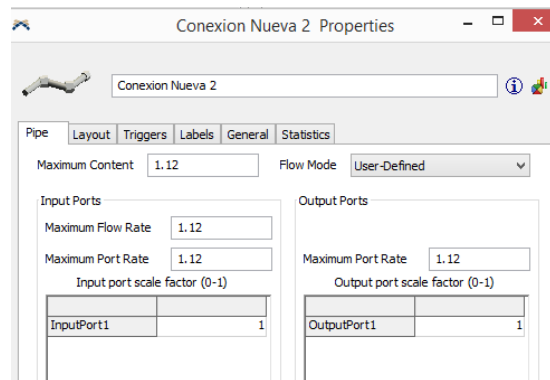 Conexion Nueva 2 Properties
Conexion Nueva 2
Pipe Layout Triggers Labels General Statistics
Maximum Content 1.12 Flow Mode User-Defined
Input Ports Output Ports
Maximum Flow Rate 1.12
Maximum Port Rate 1.12 Maximum Port Rate 1.12
Input port scale factor (0-1) Output port scale factor (0-1)
InputPort1 1 OutputPort1 1